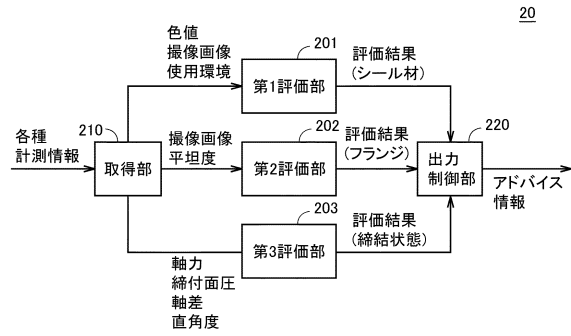 20
色値
撮像画像
使用環境
201
第1評価部
評価結果
(シール材)
各種
計測情報
210
取得部
撮像画像
平坦度
202
第2評価部
評価結果
(フランジ)
220
出力
制御部
アドバイス
情報
203
第3評価部
評価結果
(締結状態)
軸力
締付面圧
軸差
直角度